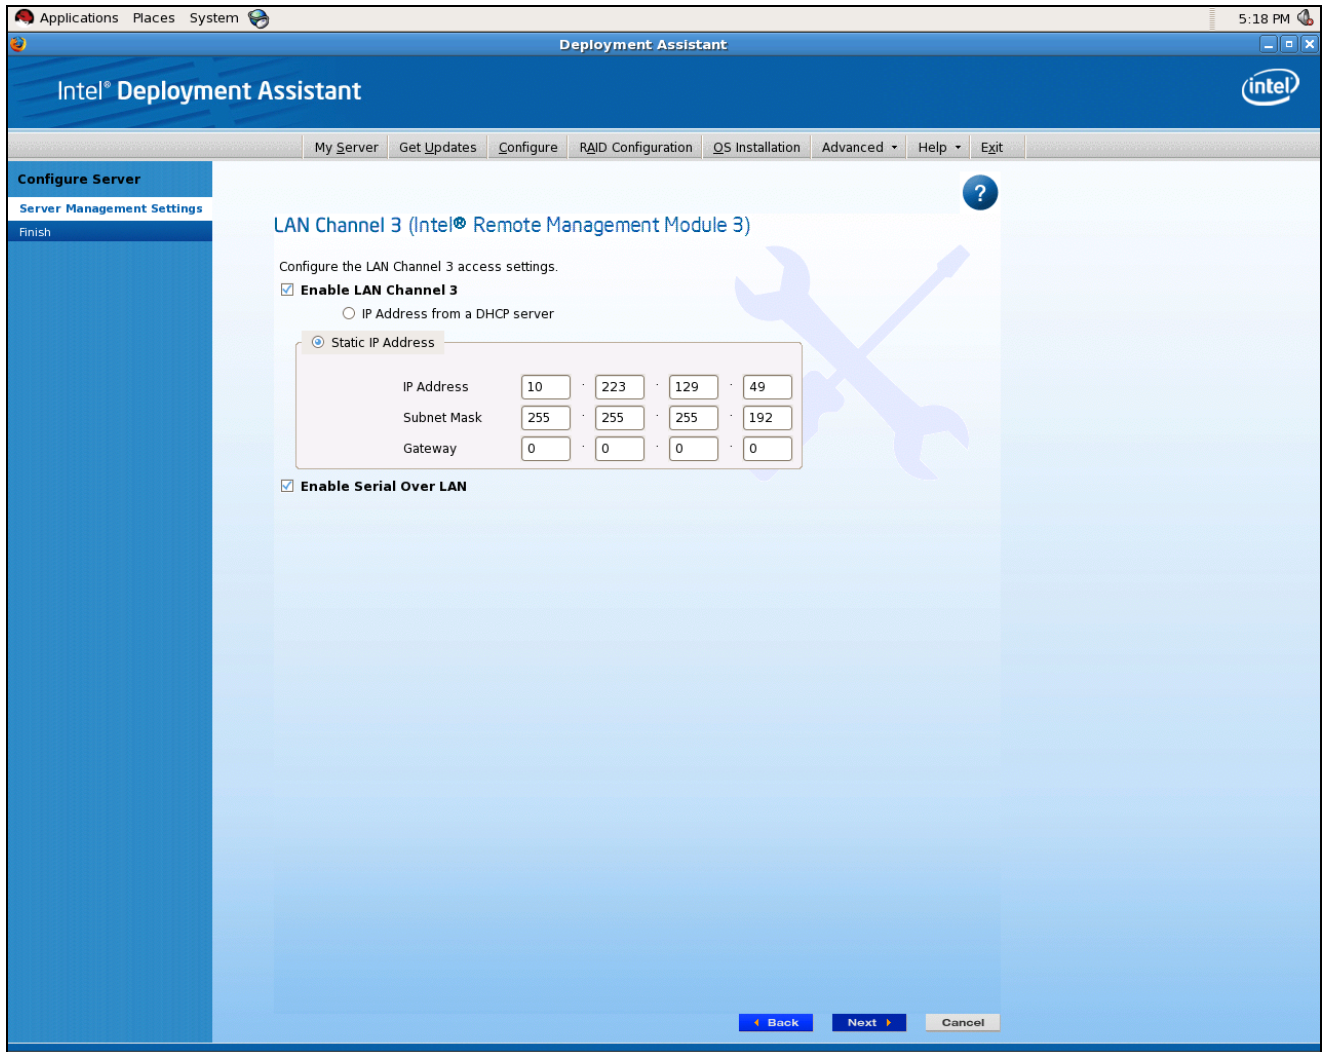 Applications Places System 5:18 PM
Deployment Assistant
Intel® Deployment Assistant
intel
My Server Get Updates Configure RAID Configuration OS Installation Advanced Help Exit
Configure Server
Server Management Settings
Finish
?
LAN Channel 3 (Intel® Remote Management Module 3)
Configure the LAN Channel 3 access settings.
Enable LAN Channel 3
IP Address from a DHCP server
Static IP Address
IP Address 10 . 223 . 129 . 49
Subnet Mask 255 . 255 . 255 . 192
Gateway 0 . 0 . 0 . 0
Enable Serial Over LAN
Back Next Cancel